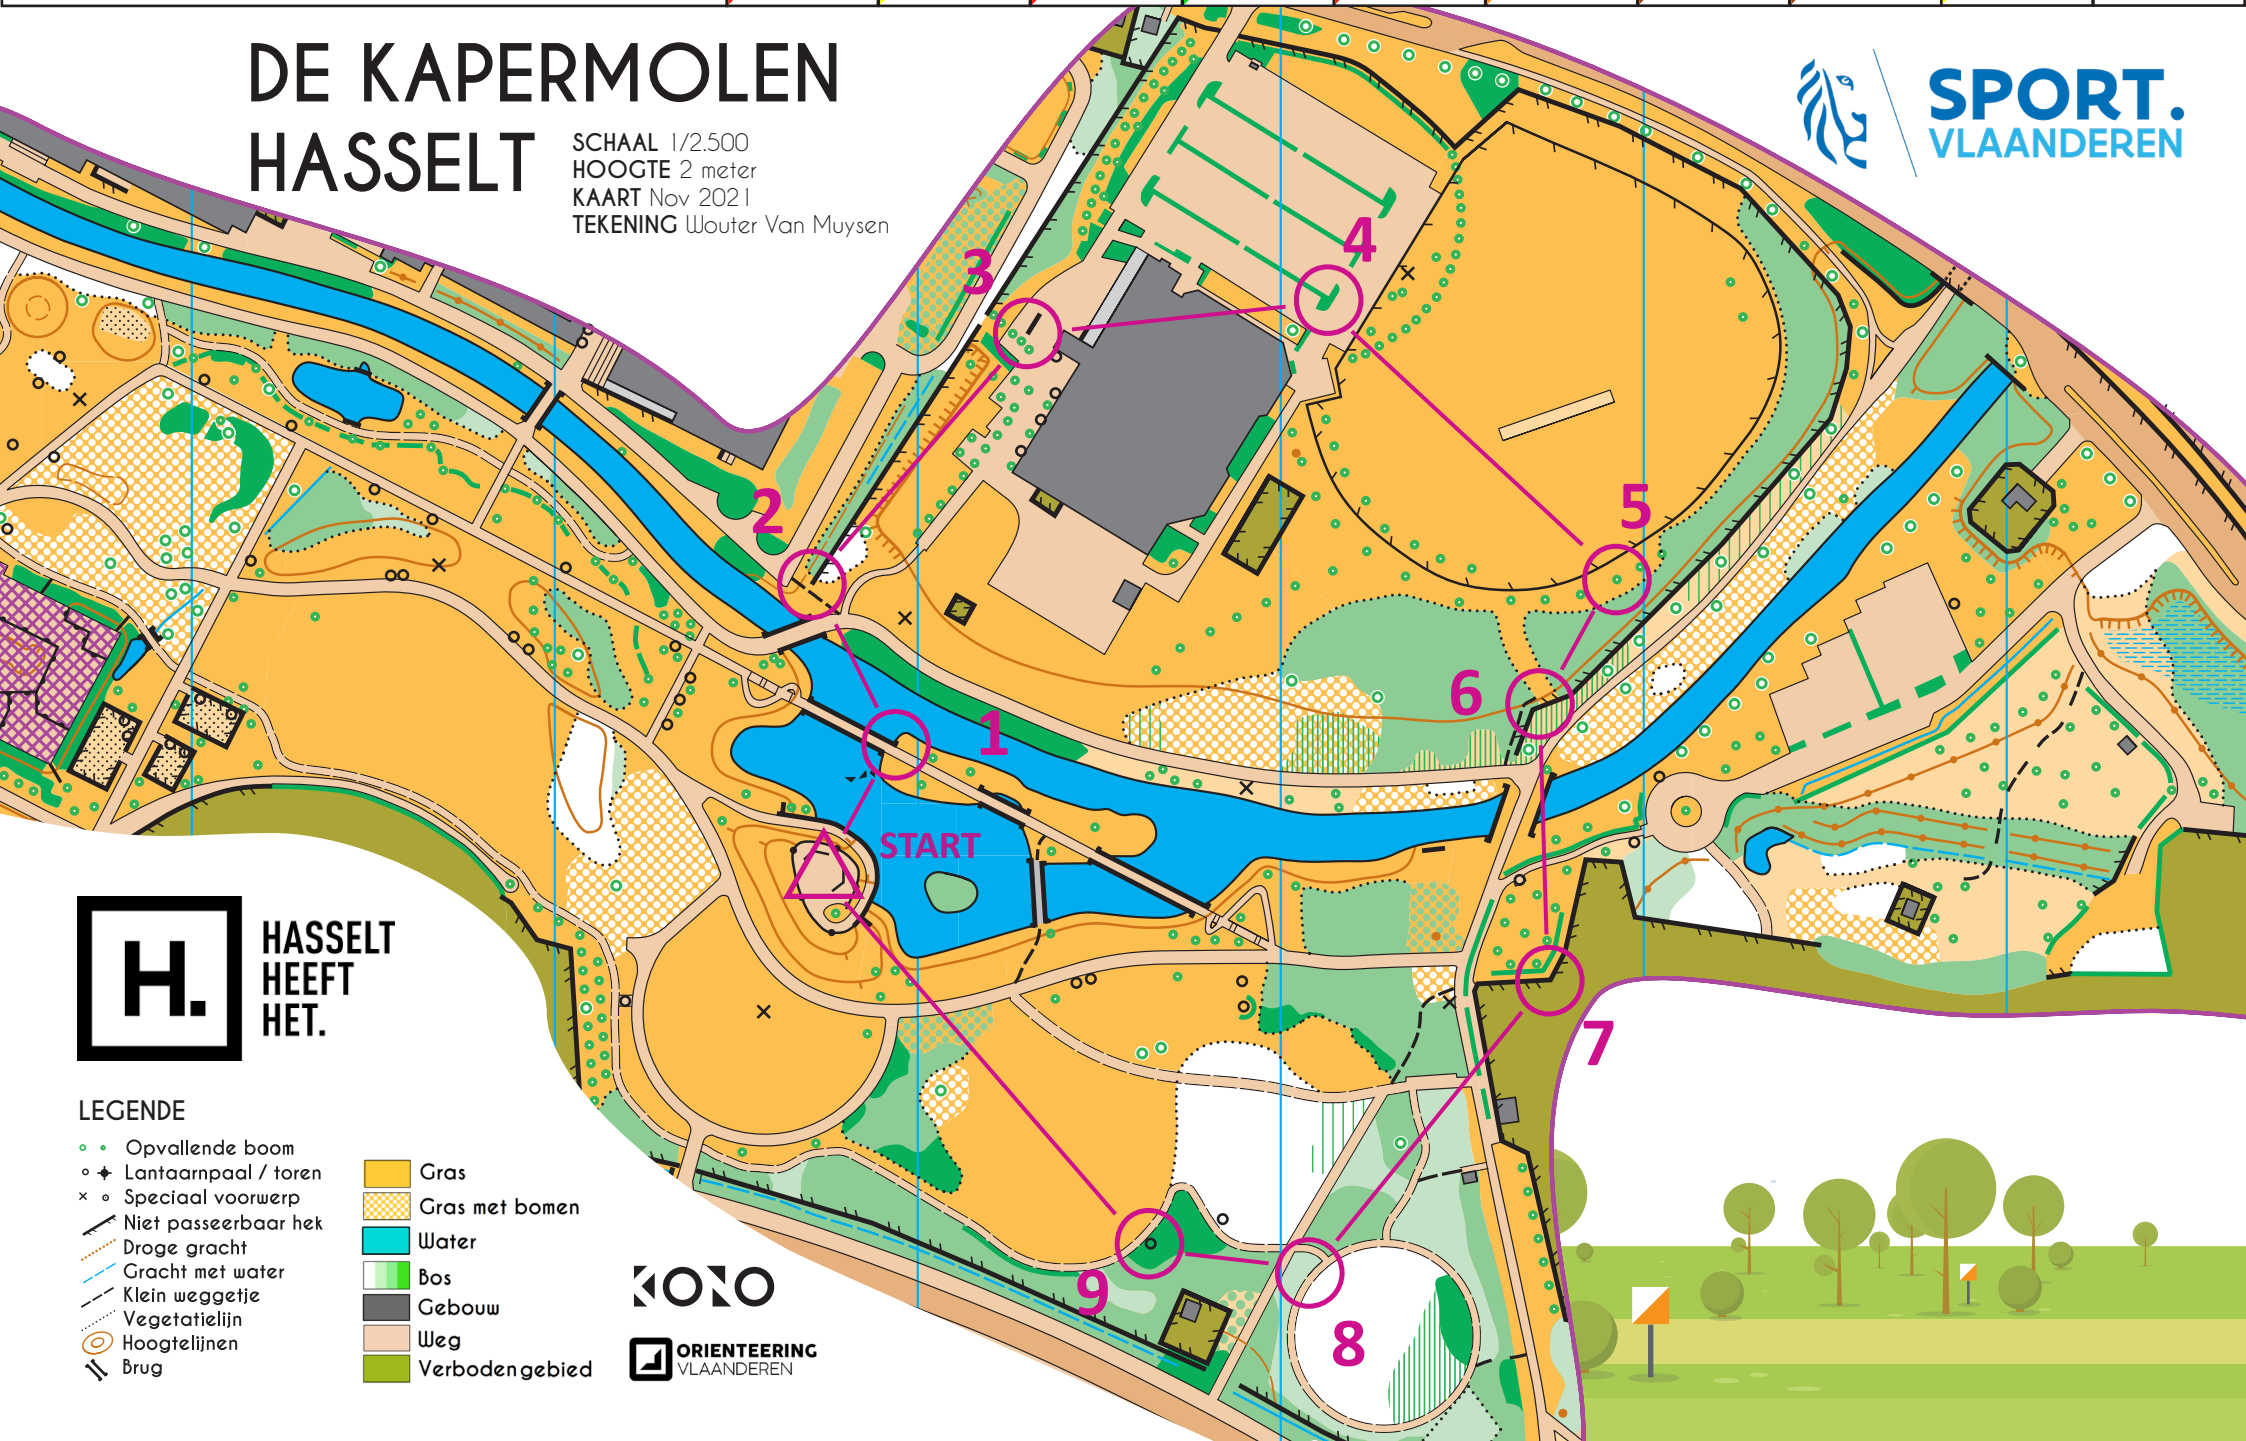 DE KAPERMOLEN
HASSELT
SCHAAL 1/2.500
HOOGTE 2 meter
KAART Nov 2021
TEKENING Wouter Van Muysen
SPORT.
VLAANDEREN
3
4
2
5
1
6
START
7
9
8
H.
HASSELT
HEEFT
HET.
LEGENDE
Opvallende boom
Lantaarnpaal / toren
Speciaal voorwerp
Niet passeerbaar hek
Droge gracht
Gracht met water
Klein weggetje
Vegetatielijn
Hoogtelijnen
Brug
Gras
Gras met bomen
Water
Bos
Gebouw
Weg
Verboden gebied
ORIENTEERING
VLAANDEREN